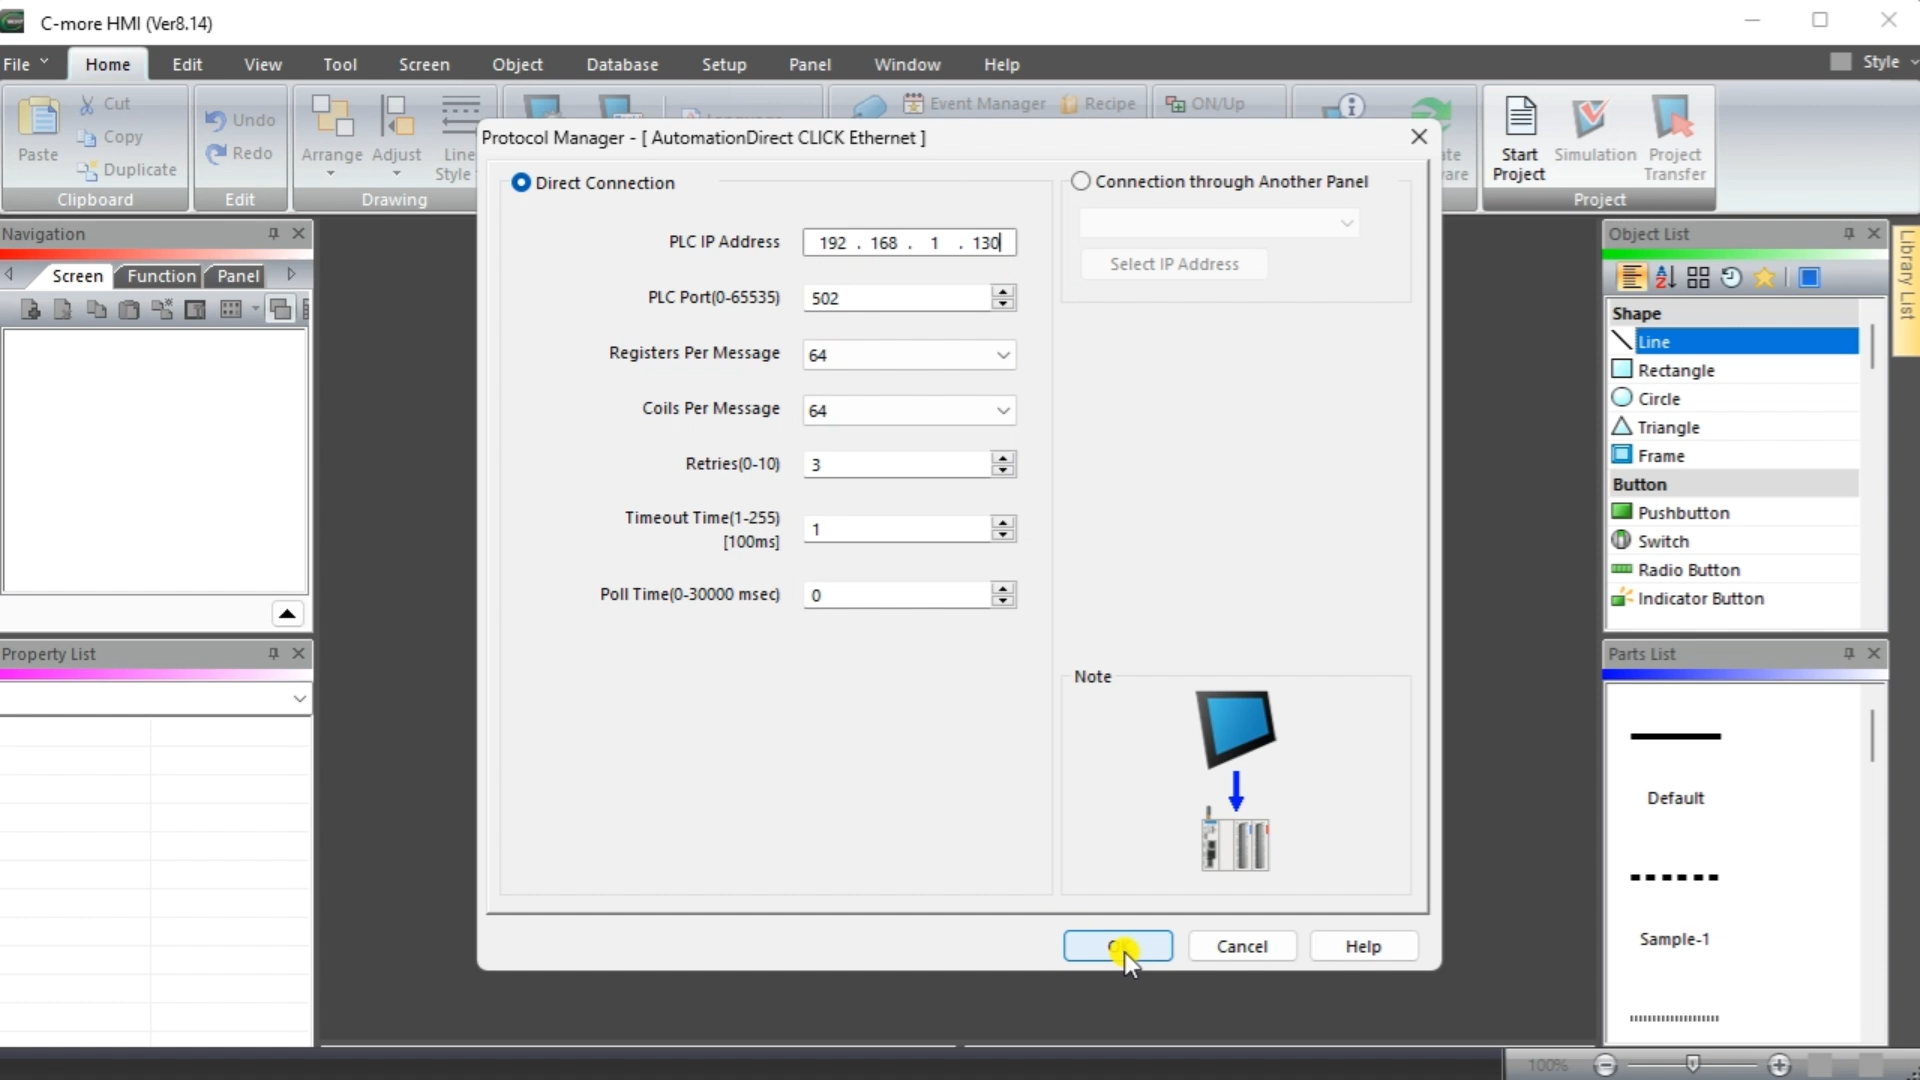 C-more HMI (Ver8.14)
File Home Edit View Tool Screen Object Database Setup Panel Window Help Style
Paste Cut Copy Duplicate Clipboard
Undo Redo Edit
Arrange Adjust Line Style Drawing
Event Manager Recipe ON/Up
Start Project Simulation Project Transfer
Project
Protocol Manager - [ AutomationDirect CLICK Ethernet ]
Direct Connection
PLC IP Address 192 . 168 . 1 . 130
PLC Port(0-65535) 502
Registers Per Message 64
Coils Per Message 64
Retries(0-10) 3
Timeout Time(1-255) [100ms] 1
Poll Time(0-30000 msec) 0
Connection through Another Panel
Select IP Address
Note
Cancel Help
Navigation
Screen Function Panel
Property List
Object List
Shape
Line
Rectangle
Circle
Triangle
Frame
Button
Pushbutton
Switch
Radio Button
Indicator Button
Library List
Parts List
Default
Sample-1
100%